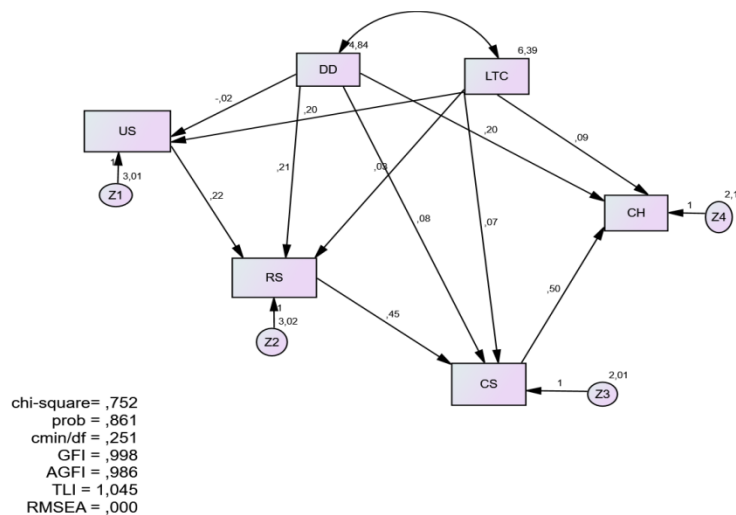 4,84
6,39
DD
LTC
-,02
,20
,20
,09
US
1
3,01
Z1
,21
,03
,22
,08
,07
2,1
CH
1
Z4
RS
1
3,02
Z2
,45
,50
CS
1
2,01
Z3
chi-square= ,752
prob = ,861
cmin/df = ,251
GFI = ,998
AGFI = ,986
TLI = 1,045
RMSEA = ,000